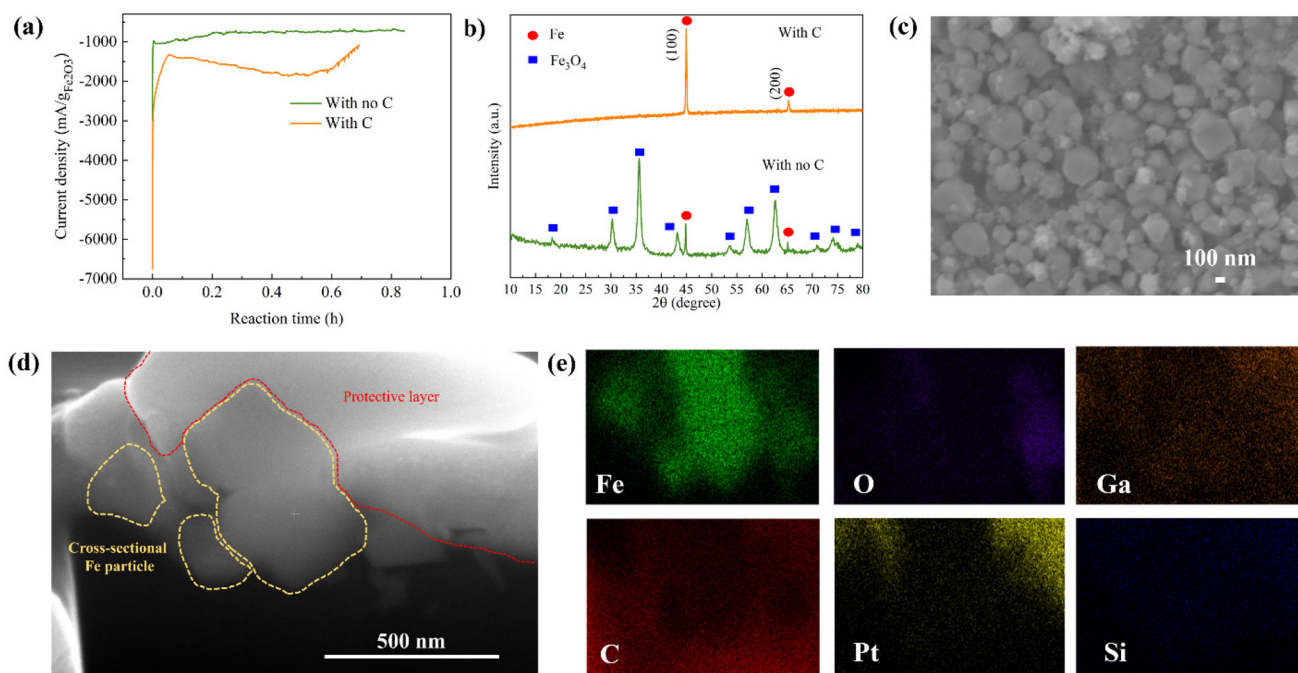 (a)
-1000
-2000
-3000
-4000
-5000
-6000
-7000
Current density (mA/gFe2O3)
With no C
With C
0.0 0.2 0.4 0.6 0.8 1.0
Reaction time (h)
b)
Fe
Fe3O4
(100)
(200)
With C
With no C
Intensity (a.u.)
10 15 20 25 30 35 40 45 50 55 60 65 70 75 80
2θ (degree)
(c)
100 nm
(d)
Protective layer
Cross-sectional
Fe particle
500 nm
(e)
Fe
O
Ga
C
Pt
Si